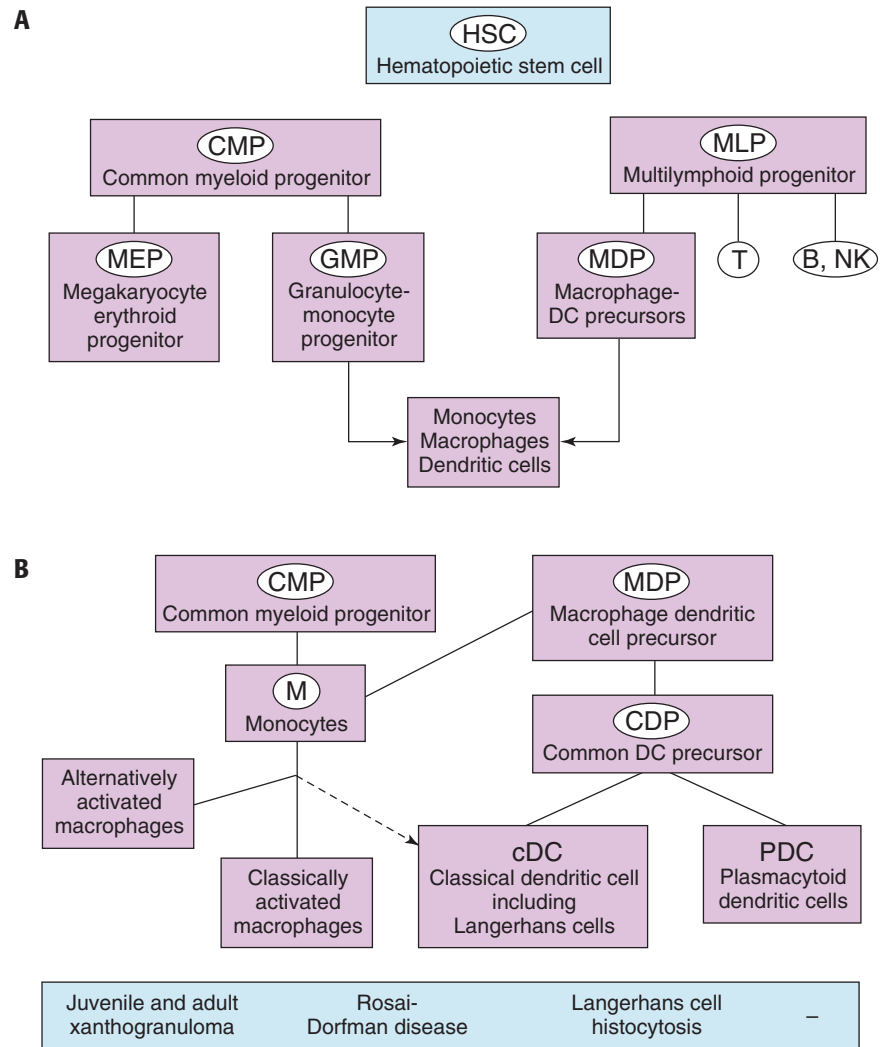 A
HSC
Hematopoietic stem cell
CMP
Common myeloid progenitor
MLP
Multilymphoid progenitor
MEP
Megakaryocyte
erythroid
progenitor
GMP
Granulocyte-
monocyte
progenitor
MDP
Macrophage-
DC precursors
T
B, NK
Monocytes
Macrophages
Dendritic cells
B
CMP
Common myeloid progenitor
MDP
Macrophage dendritic
cell precursor
M
Monocytes
CDP
Common DC precursor
Alternatively
activated
macrophages
Classically
activated
macrophages
cDC
Classical dendritic cell
including
Langerhans cells
PDC
Plasmacytoid
dendritic cells
Juvenile and adult
xanthogranuloma
Rosai-
Dorfman disease
Langerhans cell
histocytosis
–